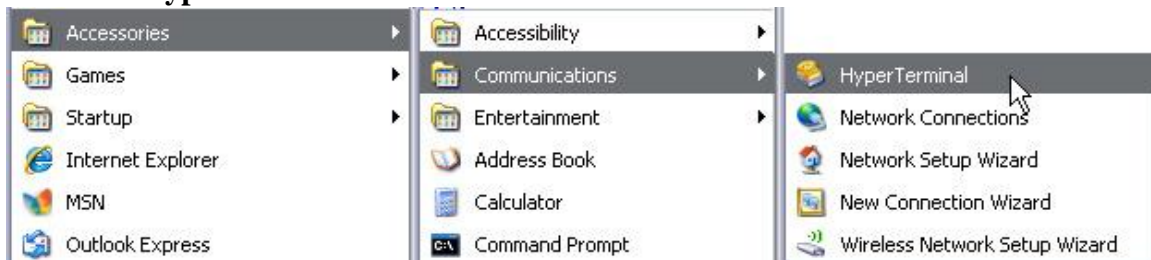 Accessories
Games
Startup
Internet Explorer
MSN
Outlook Express
Accessibility
Communications
Entertainment
Address Book
Calculator
Command Prompt
HyperTerminal
Network Connections
Network Setup Wizard
New Connection Wizard
Wireless Network Setup Wizard